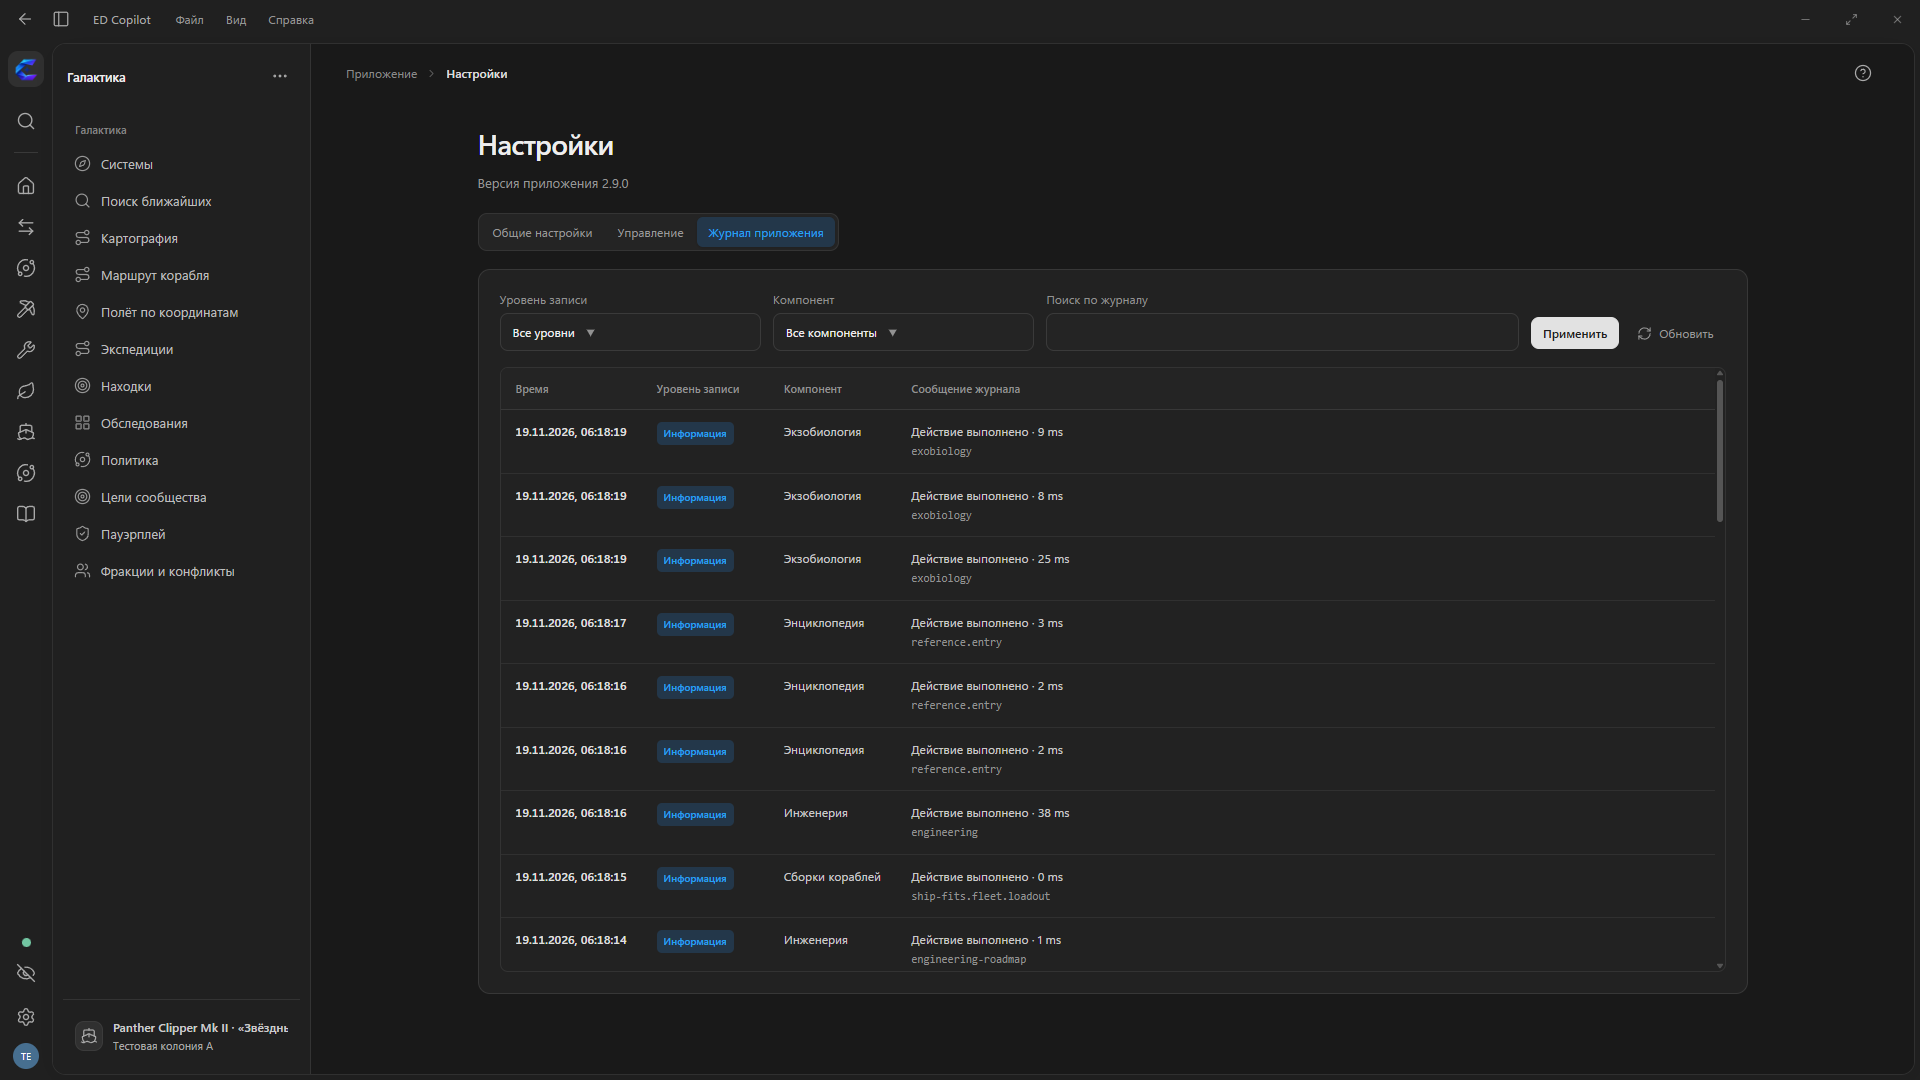 ED Copilot
Файл
Вид
Справка
Галактика
Галактика
Системы
Поиск ближайших
Картография
Маршрут корабля
Полёт по координатам
Экспедиции
Находки
Обследования
Политика
Цели сообщества
Пауэрплей
Фракции и конфликты
Panther Clipper Mk II · «Звёздны
Тестовая колония А
TE
Приложение
Настройки
Настройки
Версия приложения 2.9.0
Общие настройки
Управление
Журнал приложения
Уровень записи
Компонент
Поиск по журналу
Все уровни
Все компоненты
Применить
Обновить
Время Уровень записи Компонент Сообщение журнала
19.11.2026, 06:18:19 Информация Экзобиология Действие выполнено · 9 ms
exobiology
19.11.2026, 06:18:19 Информация Экзобиология Действие выполнено · 8 ms
exobiology
19.11.2026, 06:18:19 Информация Экзобиология Действие выполнено · 25 ms
exobiology
19.11.2026, 06:18:17 Информация Энциклопедия Действие выполнено · 3 ms
reference.entry
19.11.2026, 06:18:16 Информация Энциклопедия Действие выполнено · 2 ms
reference.entry
19.11.2026, 06:18:16 Информация Энциклопедия Действие выполнено · 2 ms
reference.entry
19.11.2026, 06:18:16 Информация Инженерия Действие выполнено · 38 ms
engineering
19.11.2026, 06:18:15 Информация Сборки кораблей Действие выполнено · 0 ms
ship-fits.fleet.loadout
19.11.2026, 06:18:14 Информация Инженерия Действие выполнено · 1 ms
engineering-roadmap